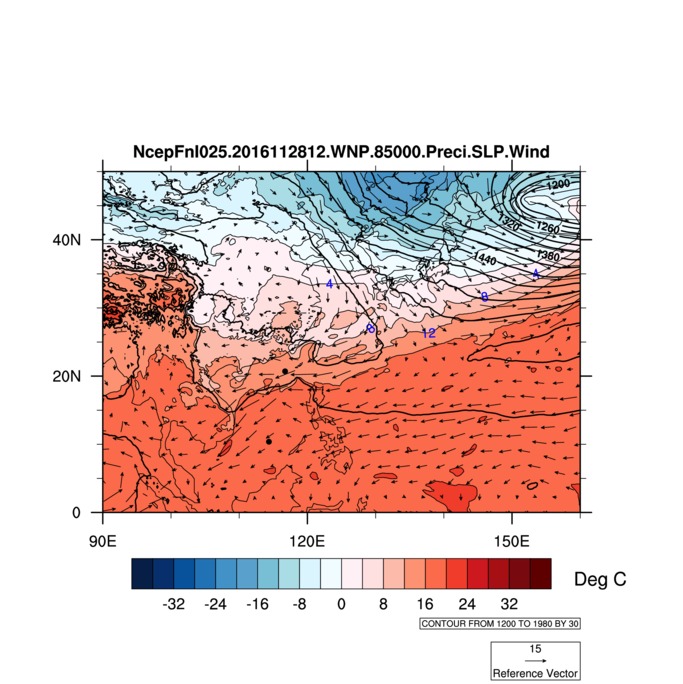 NcepFnl025.2016112812.WNP.85000.Preci.SLP.Wind
1200
1320
1260
40N
1380
1440
4
4
8
8
12
20N
0
90E
120E
150E
Deg C
-32
-24
-16
-8
0
8
16
24
32
CONTOUR FROM 1200 TO 1980 BY 30
15
Reference Vector